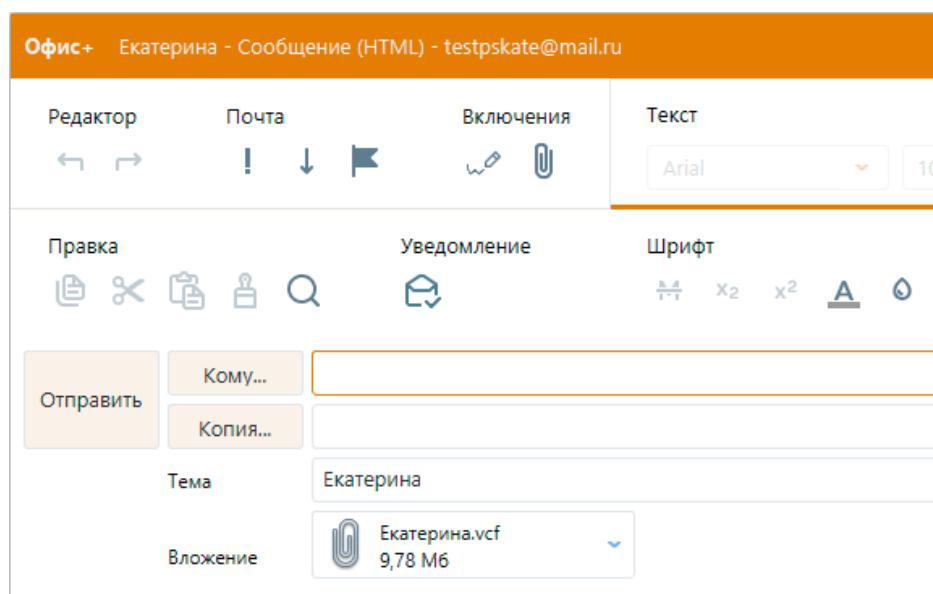 Офис+ Екатерина - Сообщение (HTML) - testpskate@mail.ru
Редактор Почта Включения Текст
Arial 10
Правка Уведомление Шрифт
x2 x2 A
Отправить
Кому...
Копия...
Тема Екатерина
Вложение
Екатерина.vcf
9,78 Мб